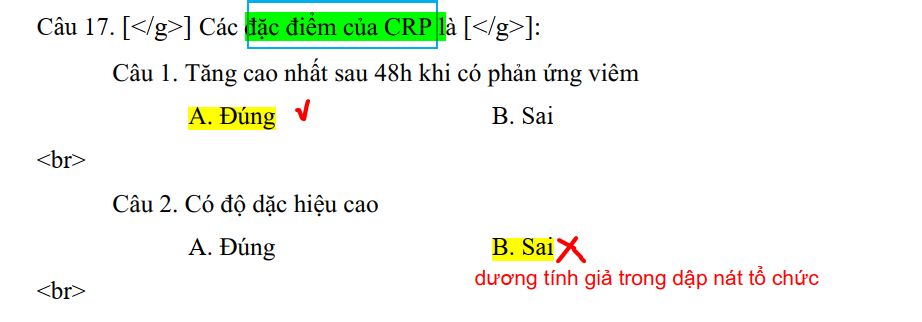 Câu 17. [</g>] Các đặc điểm của CRP là [</g>]:
Câu 1. Tăng cao nhất sau 48h khi có phản ứng viêm
A. Đúng B. Sai
<br>
Câu 2. Có độ dặc hiệu cao
A. Đúng B. Sai
dương tính giả trong dập nát tổ chức
<br>